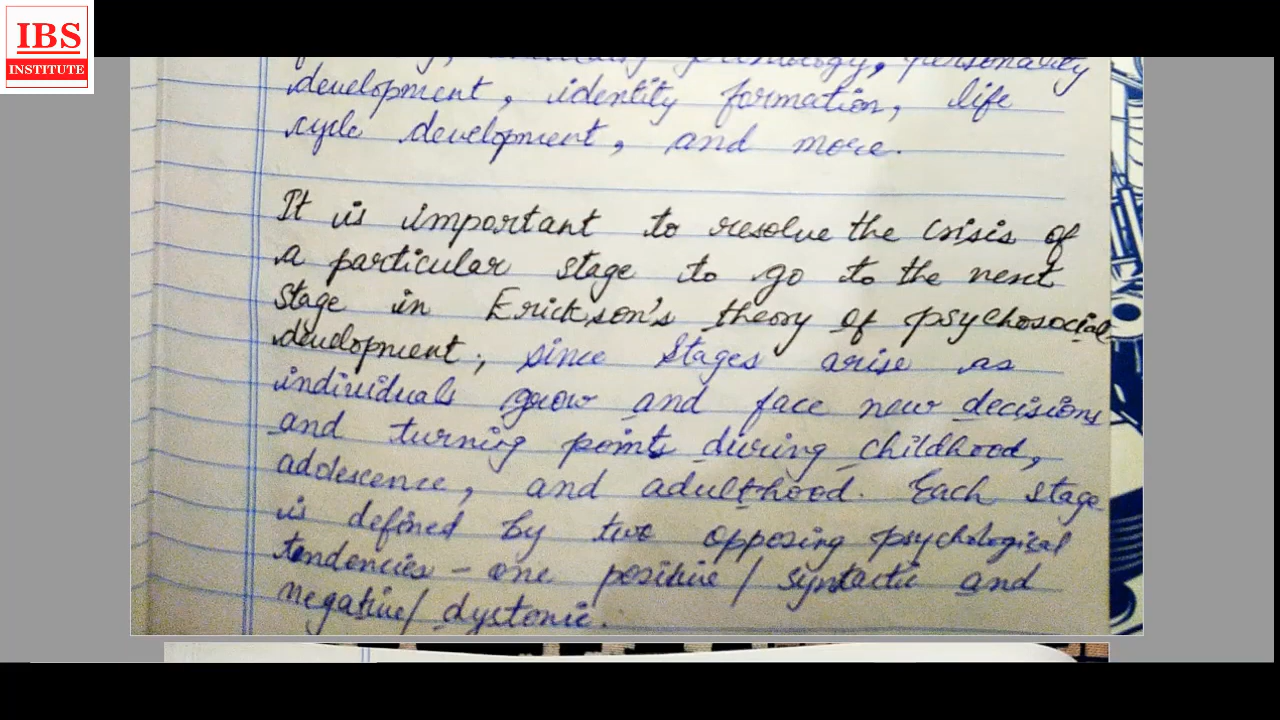 IBS
INSTITUTE
personality
development, identity formation, life
cycle development, and more.
It is important to resolve the crisis of
a particular stage to go to the next
stage in Erickson's theory of psychosocial
development, since stages arise as
individuals grow and face new decisions
and turning points during childhood,
adolescence, and adulthood. Each stage
is defined by two opposing psychological
tendencies - one positive / syntactic and
negative/ dystonic.